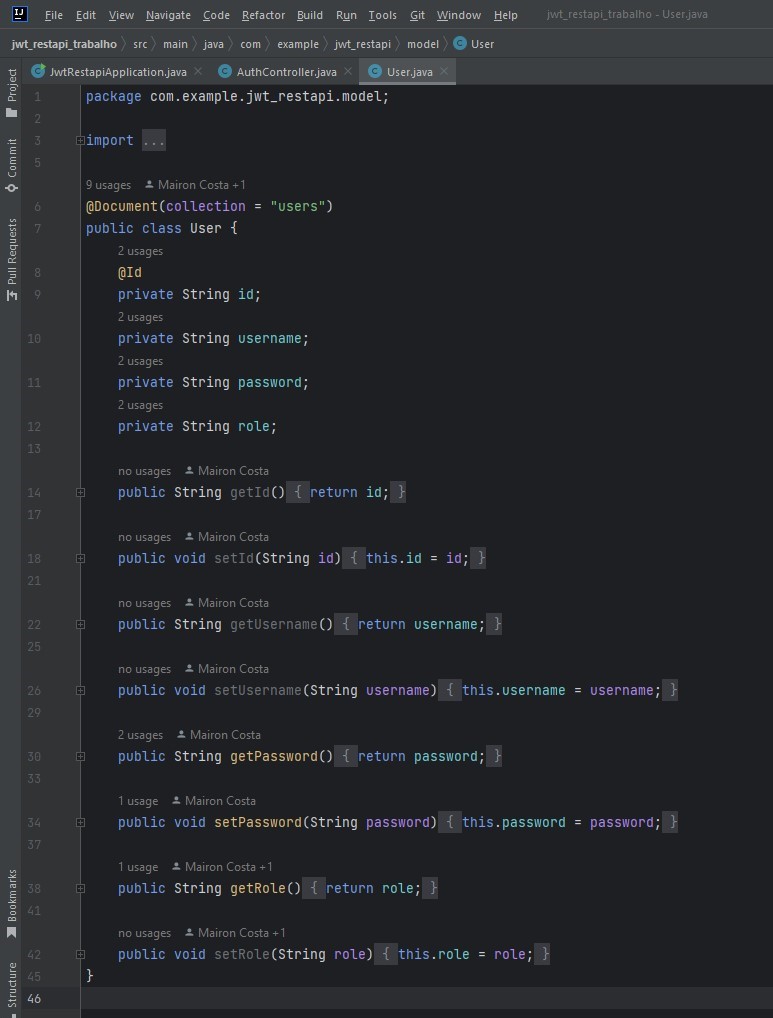 IJ File Edit View Navigate Code Refactor Build Run Tools Git Window Help jwt_restapi_trabalho - User.java
jwt_restapi_trabalho src main java com example jwt_restapi model C User
C JwtRestapiApplication.java C AuthController.java C User.java
Project
Commit
Pull Requests
Bookmarks
Structure
1 package com.example.jwt_restapi.model;
2
3 import ...
5
9 usages Mairon Costa +1
6 @Document(collection = "users")
7 public class User {
2 usages
8 @Id
9 private String id;
2 usages
10 private String username;
2 usages
11 private String password;
2 usages
12 private String role;
13
no usages Mairon Costa
14 public String getId() { return id; }
17
no usages Mairon Costa
18 public void setId(String id) { this.id = id; }
21
no usages Mairon Costa
22 public String getUsername() { return username; }
25
no usages Mairon Costa
26 public void setUsername(String username) { this.username = username; }
29
2 usages Mairon Costa
30 public String getPassword() { return password; }
33
1 usage Mairon Costa
34 public void setPassword(String password) { this.password = password; }
37
1 usage Mairon Costa +1
38 public String getRole() { return role; }
41
no usages Mairon Costa +1
42 public void setRole(String role) { this.role = role; }
45 }
46